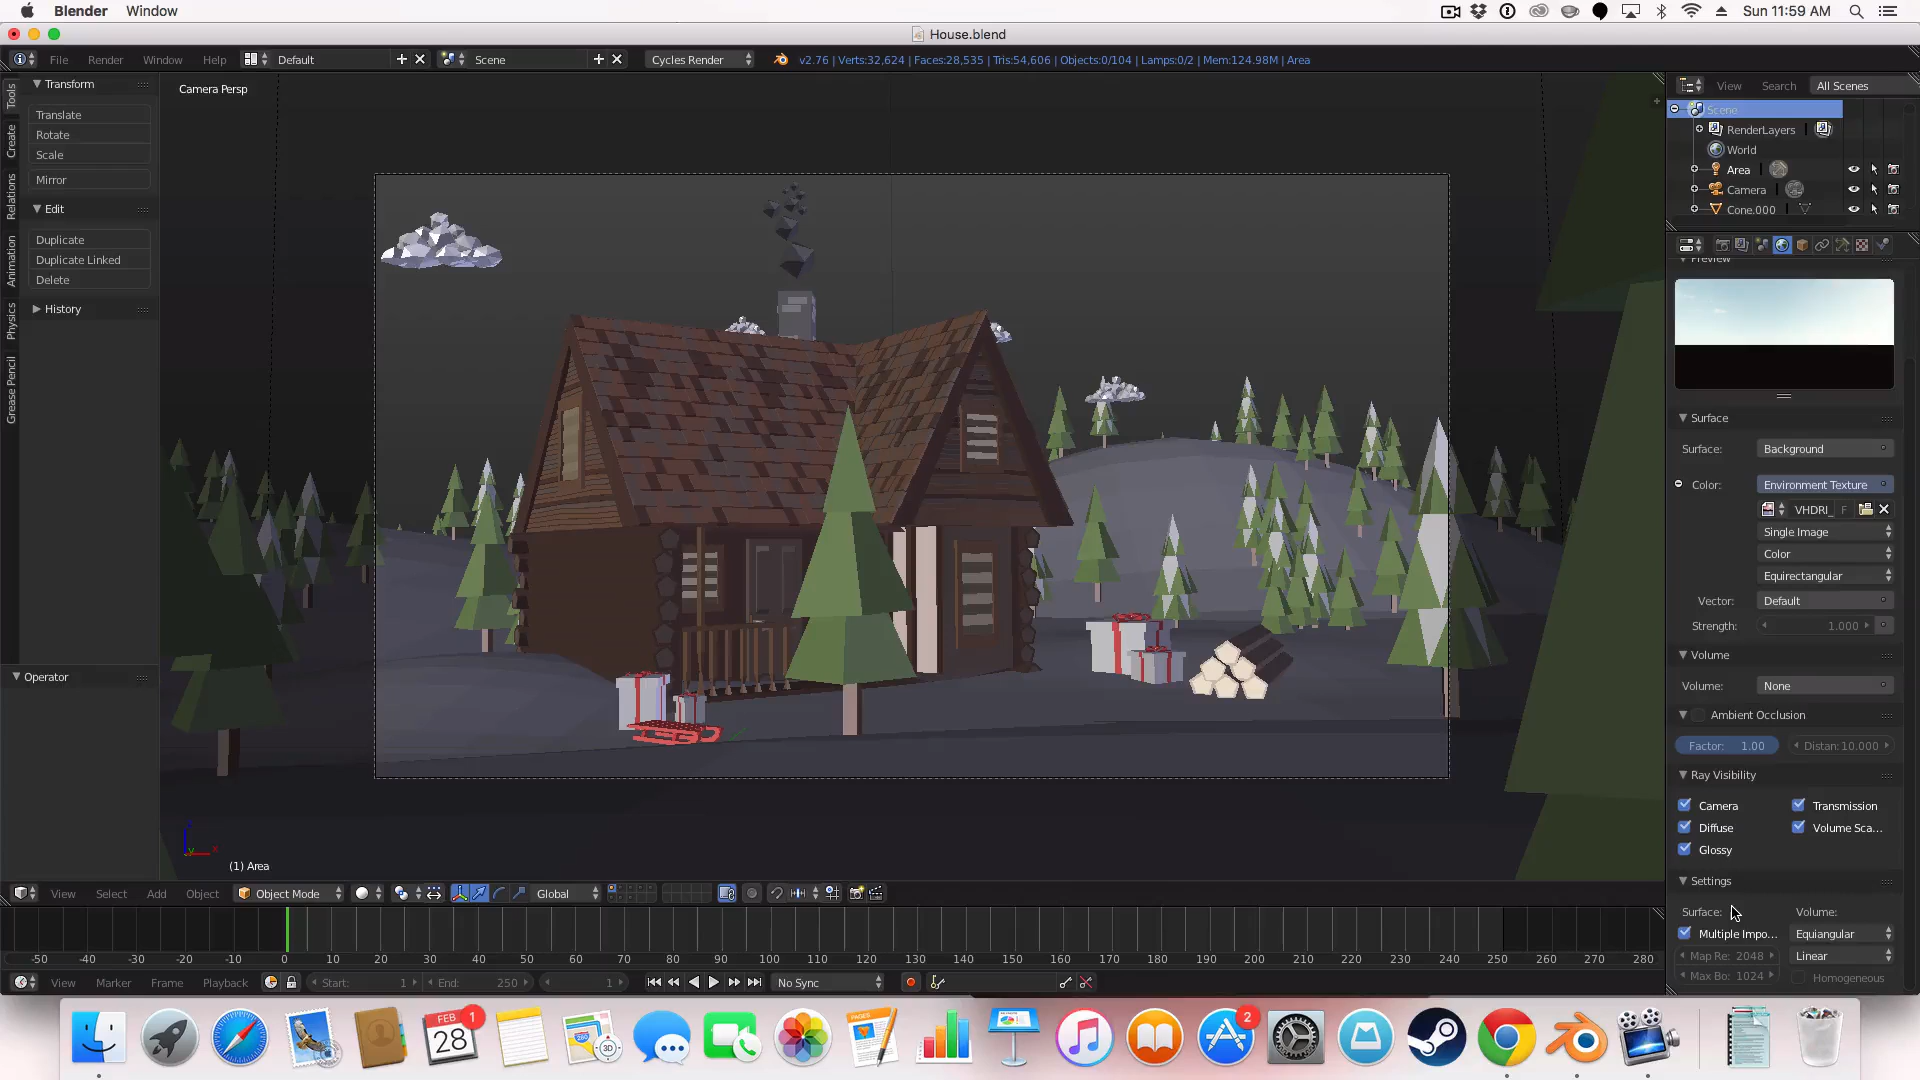 Blender Window Sun 11:59 AM
House.blend
File Render Window Help Default Scene Cycles Render v2.76 | Verts:32,624 | Faces:28,535 | Tris:54,606 | Objects:0/104 | Lamps:0/2 | Mem:124.98M | Area
Tools
Create
Relations
Animation
Physics
Grease Pencil
Transform
Translate
Rotate
Scale
Mirror
Edit
Duplicate
Duplicate Linked
Delete
History
Operator
Camera Persp
(1) Area
View Search All Scenes
Scene
RenderLayers
World
Area
Camera
Cone.000
Preview
Surface
Surface: Background
Color: Environment Texture
VHDRI_ F
Single Image
Color
Equirectangular
Vector: Default
Strength: 1.000
Volume
Volume: None
Ambient Occlusion
Factor: 1.00 Distan: 10.000
Ray Visibility
Camera Transmission
Diffuse Volume Sca...
Glossy
Settings
Surface: Volume:
Multiple Impo... Equiangular
Map Re: 2048 Linear
Max Bo: 1024 Homogeneous
View Select Add Object Object Mode Global
-50 -40 -30 -20 -10 0 10 20 30 40 50 60 70 80 90 100 110 120 130 140 150 160 170 180 190 200 210 220 230 240 250 260 270 280
View Marker Frame Playback Start: 1 End: 250 1 No Sync
FEB 1
28
PAGES
2